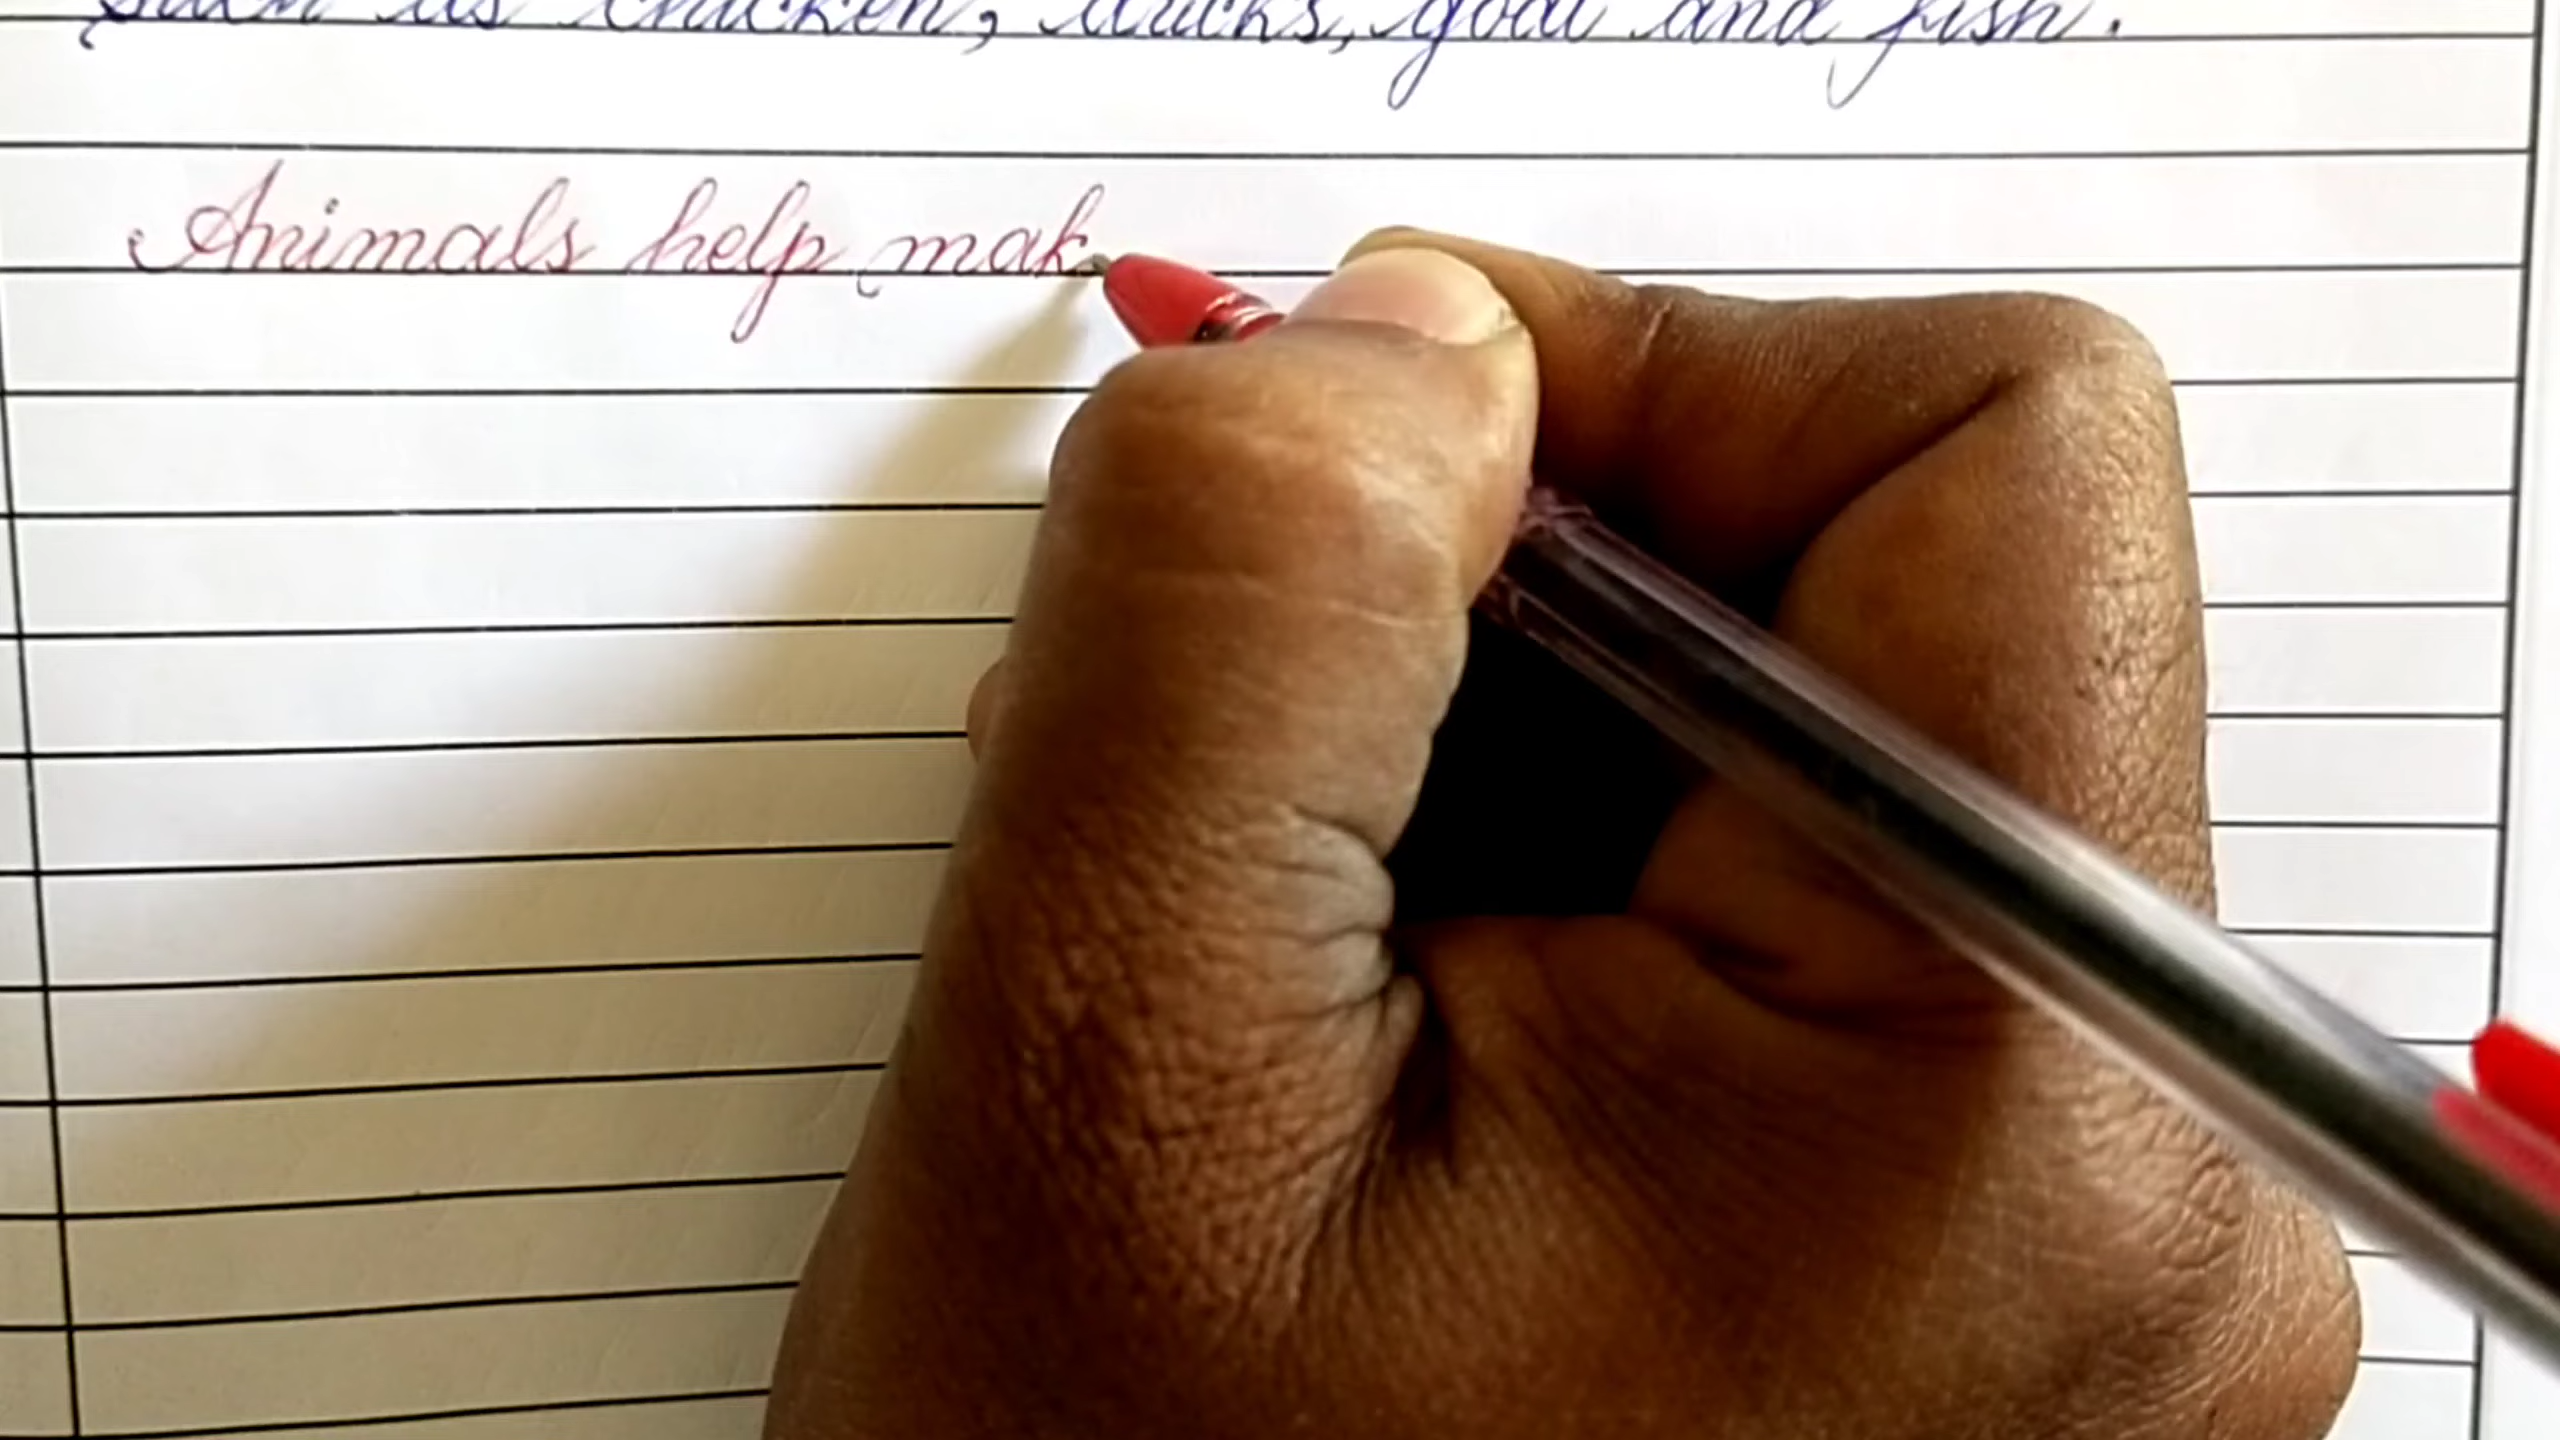 such as chicken, ducks, goat and fish.
Animals help mak